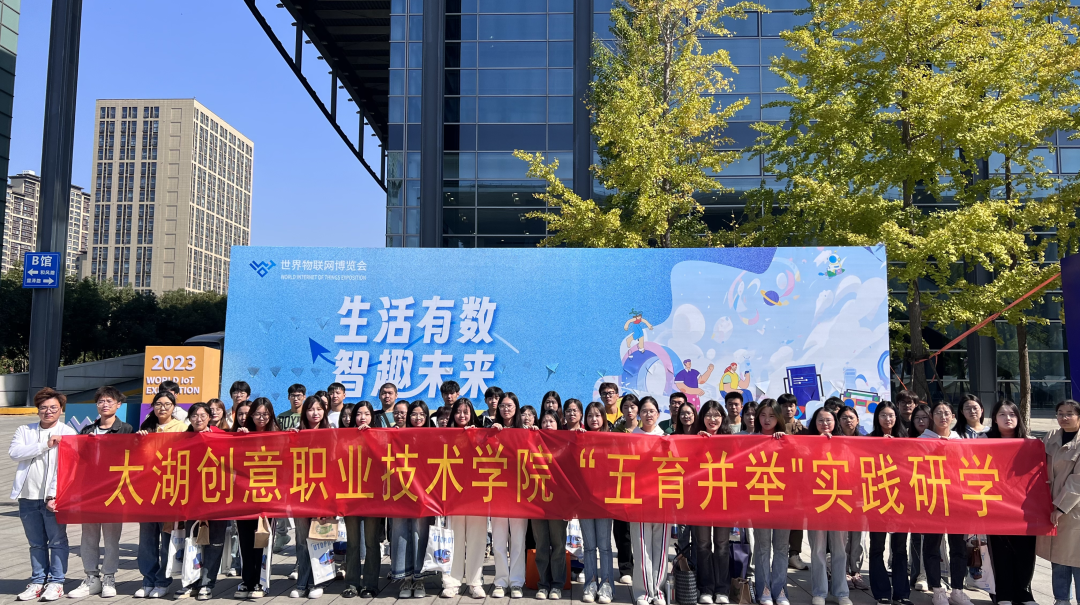 B馆
世界物联网博览会
WORLD INTERNET OF THINGS EXPOSITION
生活有数
智趣未来
2023
WORLD IoT
EXPOSITION
太湖创意职业技术学院“五育并举"实践研学